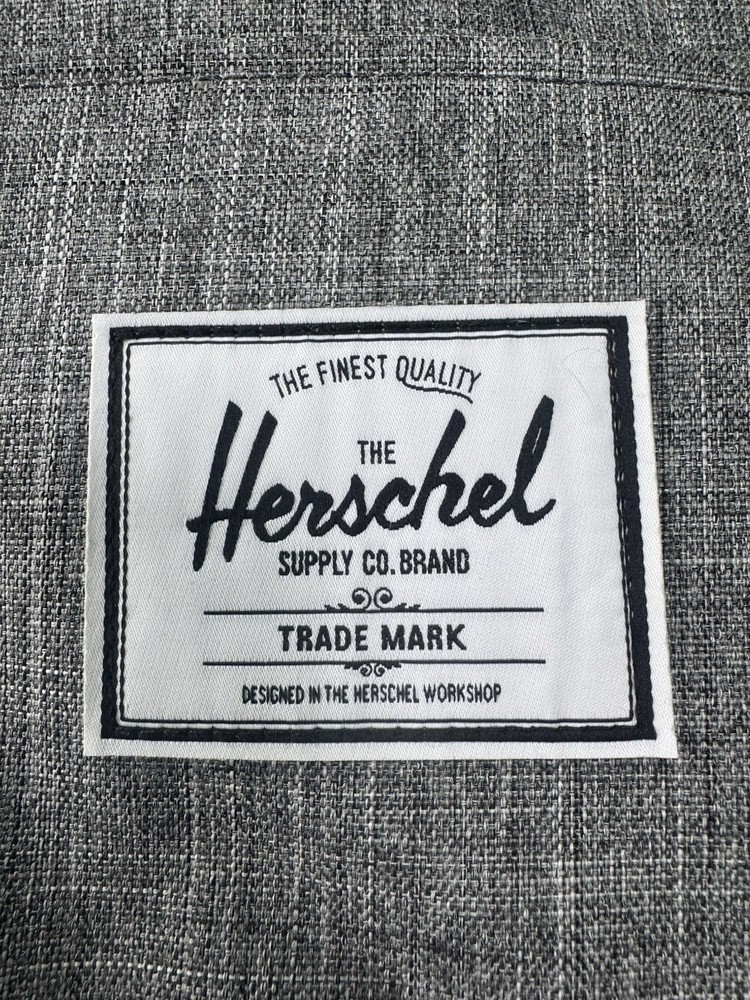 THE FINEST QUALITY
THE
Herschel
SUPPLY CO. BRAND
TRADE MARK
DESIGNED IN THE HERSCHEL WORKSHOP